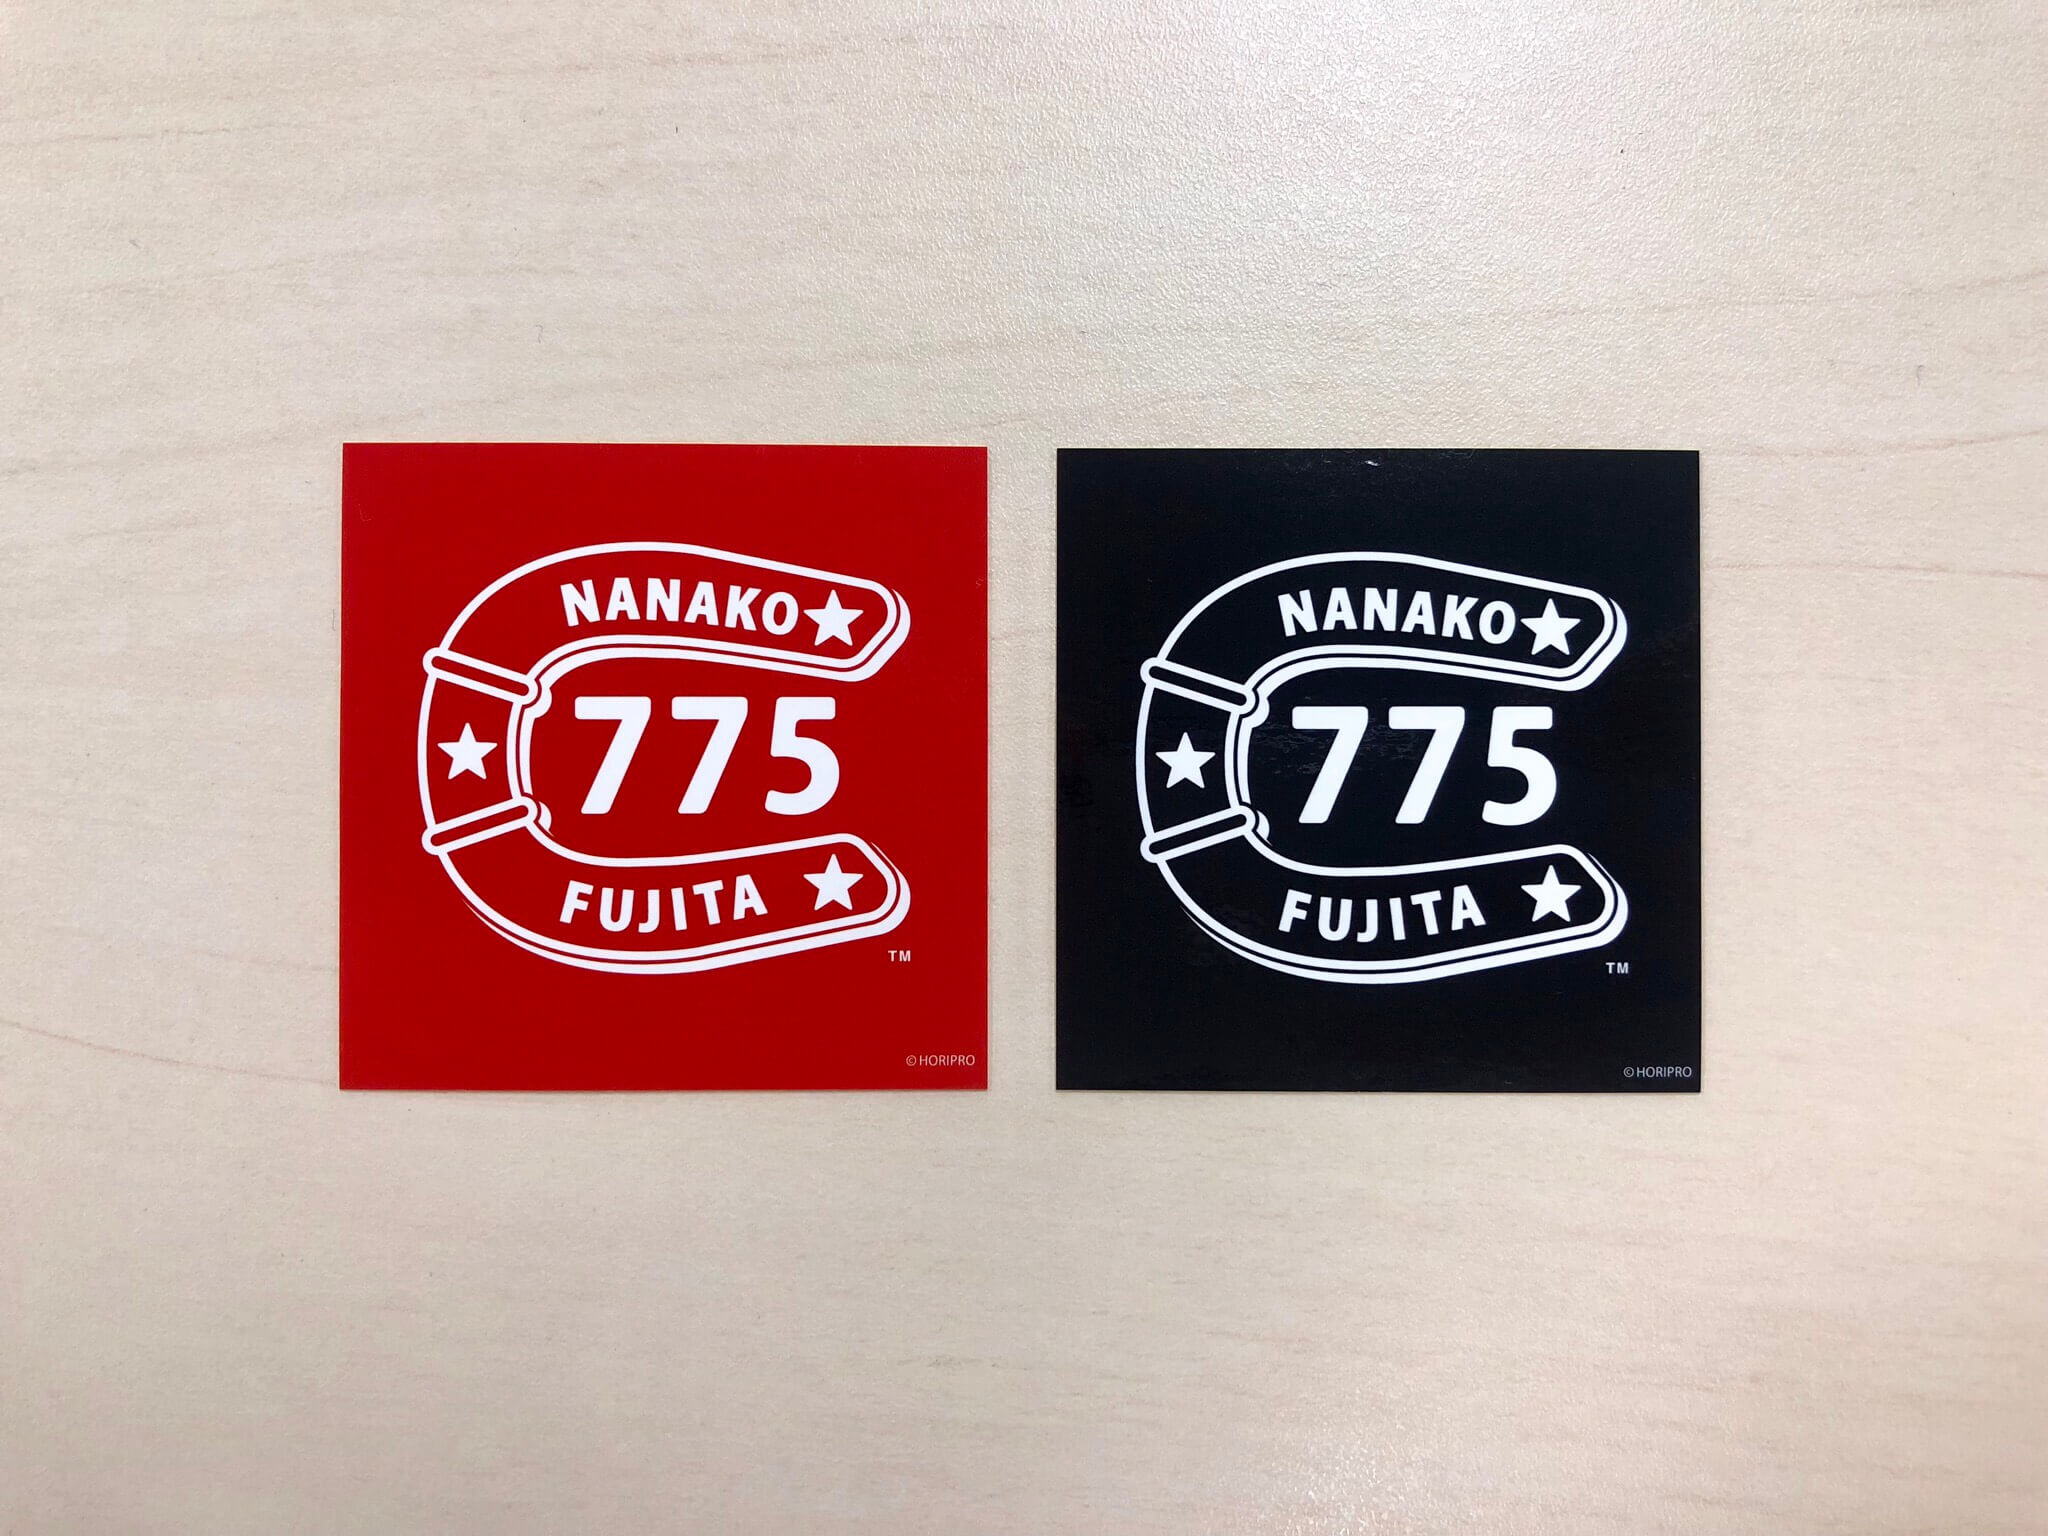 NANAKO
775
FUJITA
TM
© HORIPRO
NANAKO
775
FUJITA
TM
© HORIPRO